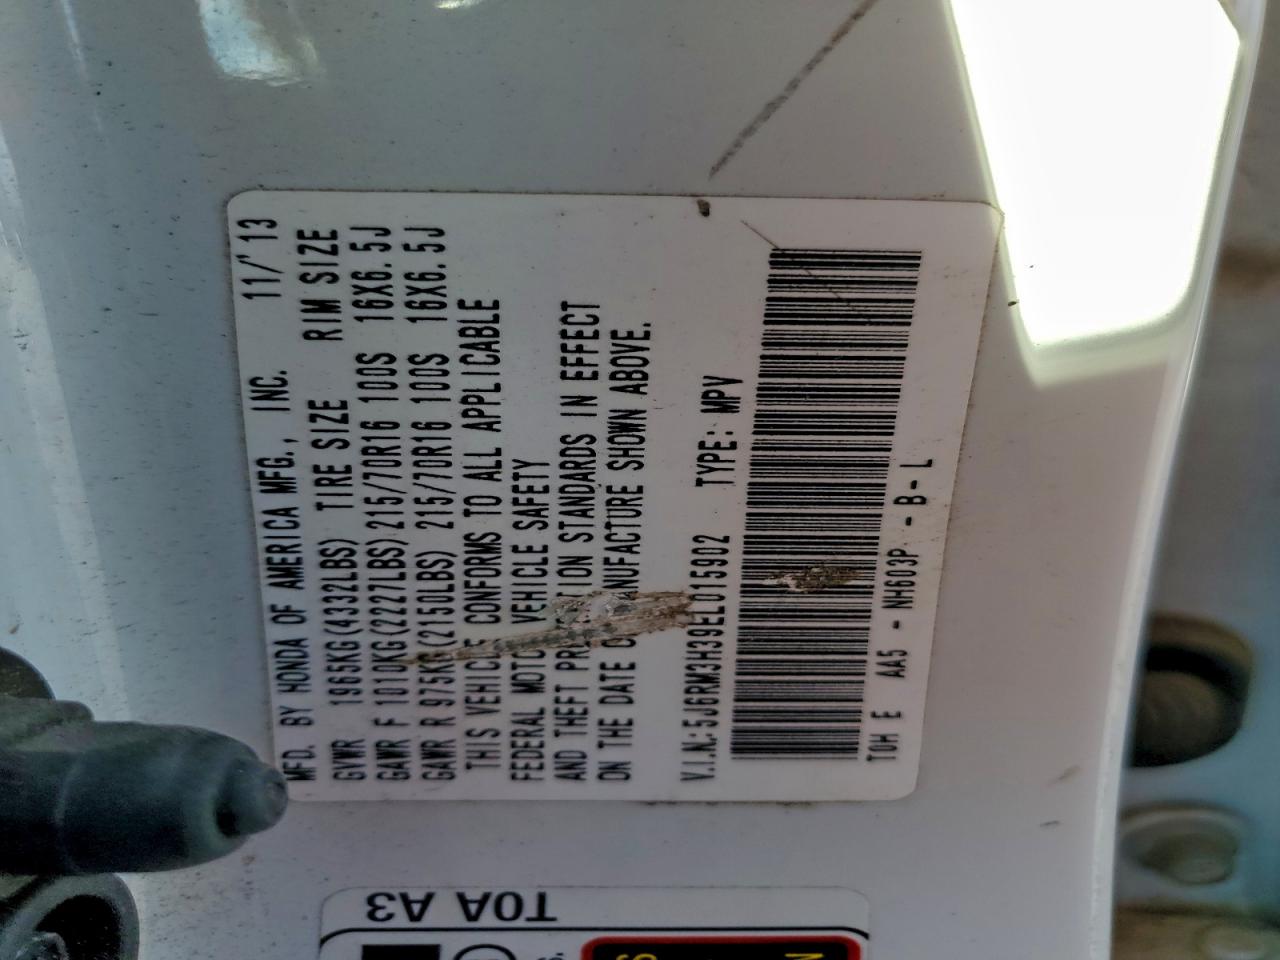 MFD. BY HONDA OF AMERICA MFG., INC. 11/'13
GVWR 1965KG(4332LBS) TIRE SIZE RIM SIZE
GAWR F 1010KG(2227LBS) 215/70R16 100S 16X6.5J
GAWR R 975KG(2150LBS) 215/70R16 100S 16X6.5J
THIS VEHICLE CONFORMS TO ALL APPLICABLE
FEDERAL MOTOR VEHICLE SAFETY
AND THEFT PREVENTION STANDARDS IN EFFECT
ON THE DATE OF MANUFACTURE SHOWN ABOVE.
V.I.N.: 5J6RM3H39EL015902 TYPE: MPV
T0H E AA5 - NH603P - B - L
T0A A3